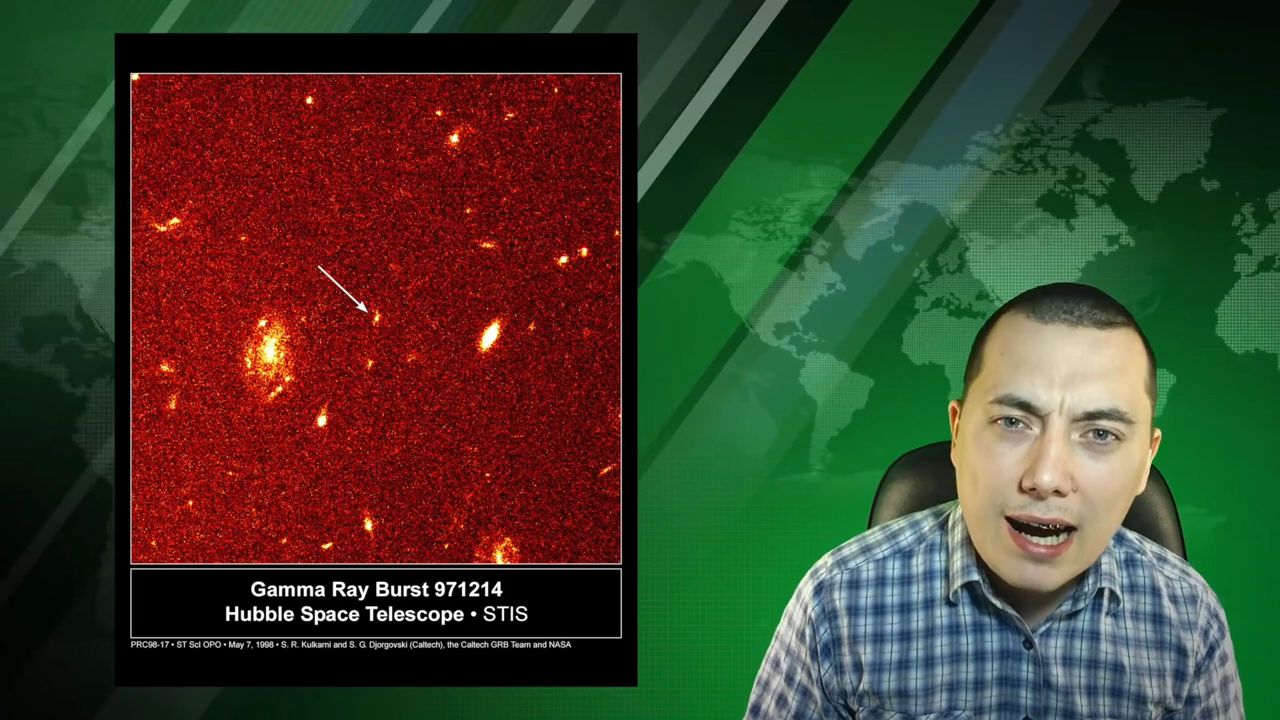 Gamma Ray Burst 971214
Hubble Space Telescope • STIS
PRC98-17 • ST ScI OPO • May 7, 1998 • S. R. Kulkarni and S. G. Djorgovski (Caltech), the Caltech GRB Team and NASA